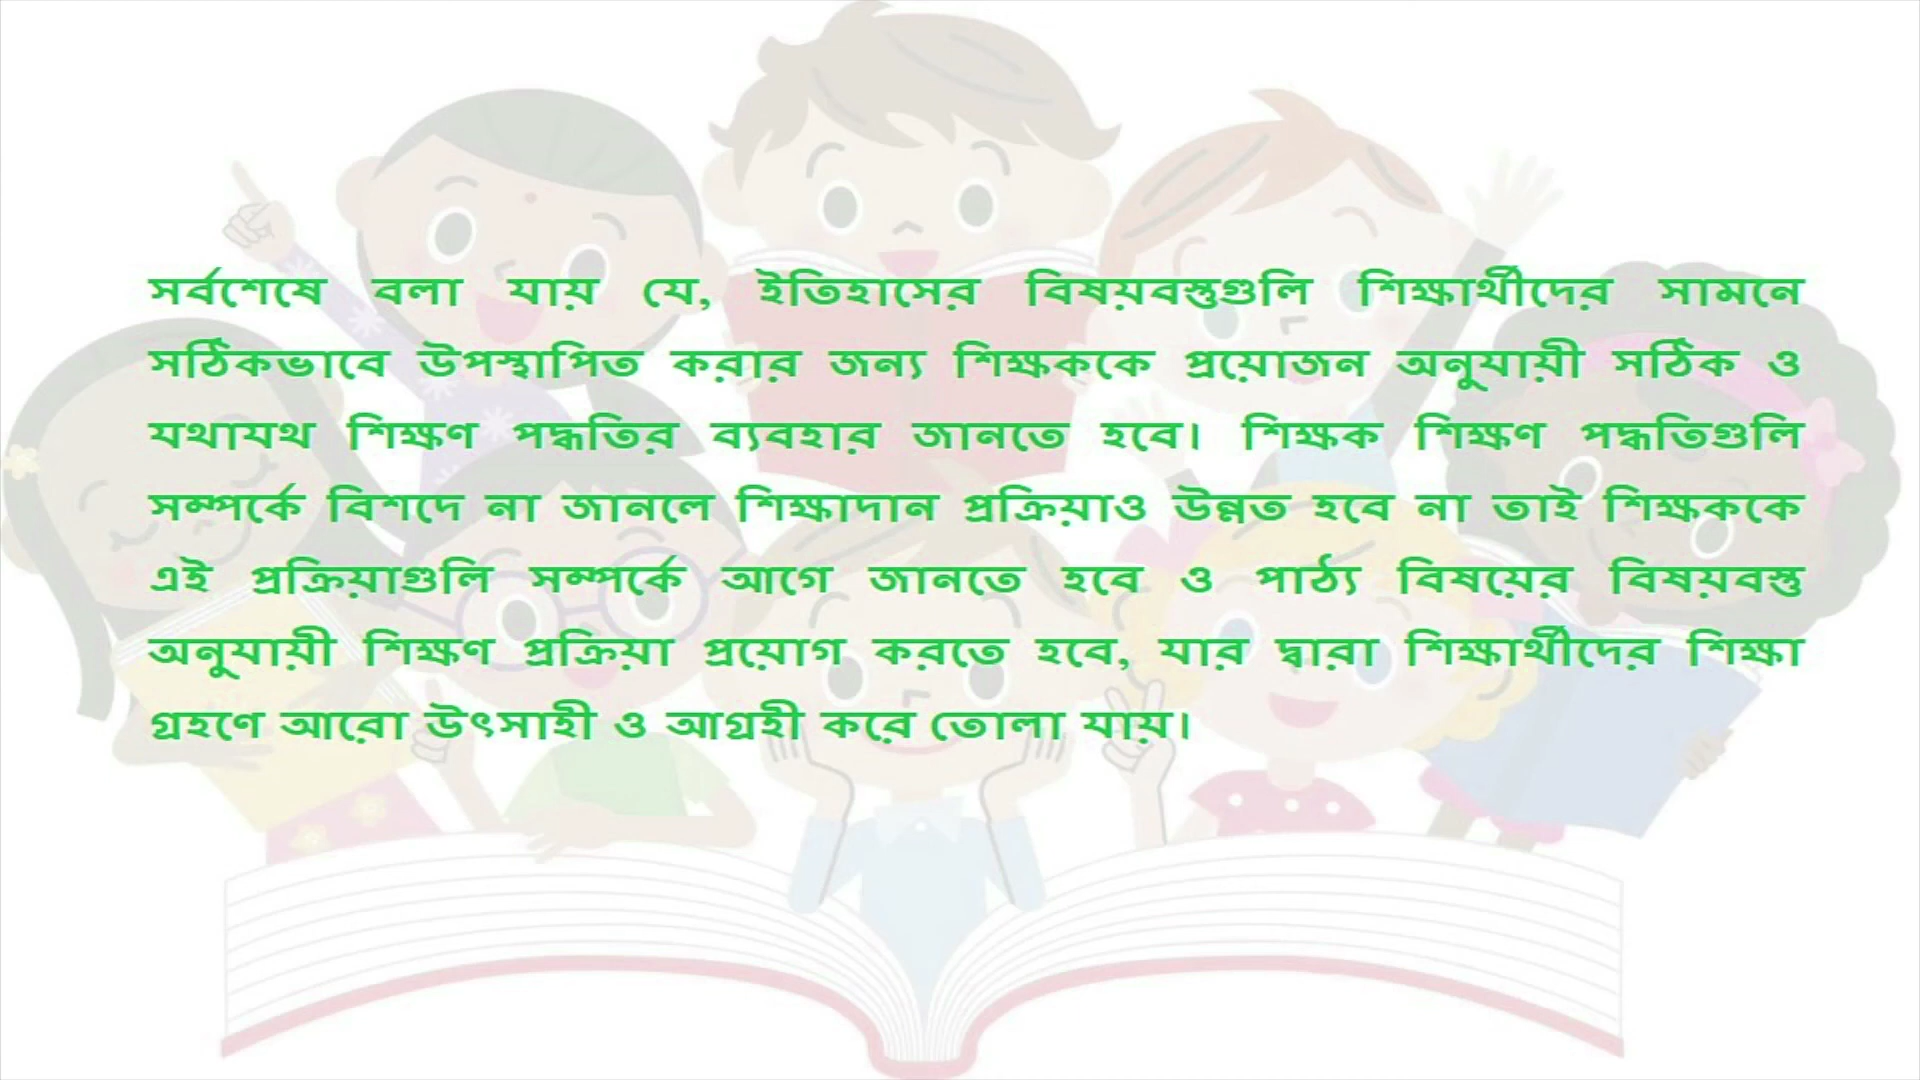 সর্বশেষে বলা যায় যে, ইতিহাসের বিষয়বস্তুগুলি শিক্ষার্থীদের সামনে
সঠিকভাবে উপস্থাপিত করার জন্য শিক্ষককে প্রয়োজন অনুযায়ী সঠিক ও
যথাযথ শিক্ষণ পদ্ধতির ব্যবহার জানতে হবে। শিক্ষক শিক্ষণ পদ্ধতিগুলি
সম্পর্কে বিশদে না জানলে শিক্ষাদান প্রক্রিয়াও উন্নত হবে না তাই শিক্ষককে
এই প্রক্রিয়াগুলি সম্পর্কে আগে জানতে হবে ও পাঠ্য বিষয়ের বিষয়বস্তু
অনুযায়ী শিক্ষণ প্রক্রিয়া প্রয়োগ করতে হবে, যার দ্বারা শিক্ষার্থীদের শিক্ষা
গ্রহণে আরো উৎসাহী ও আগ্রহী করে তোলা যায়।